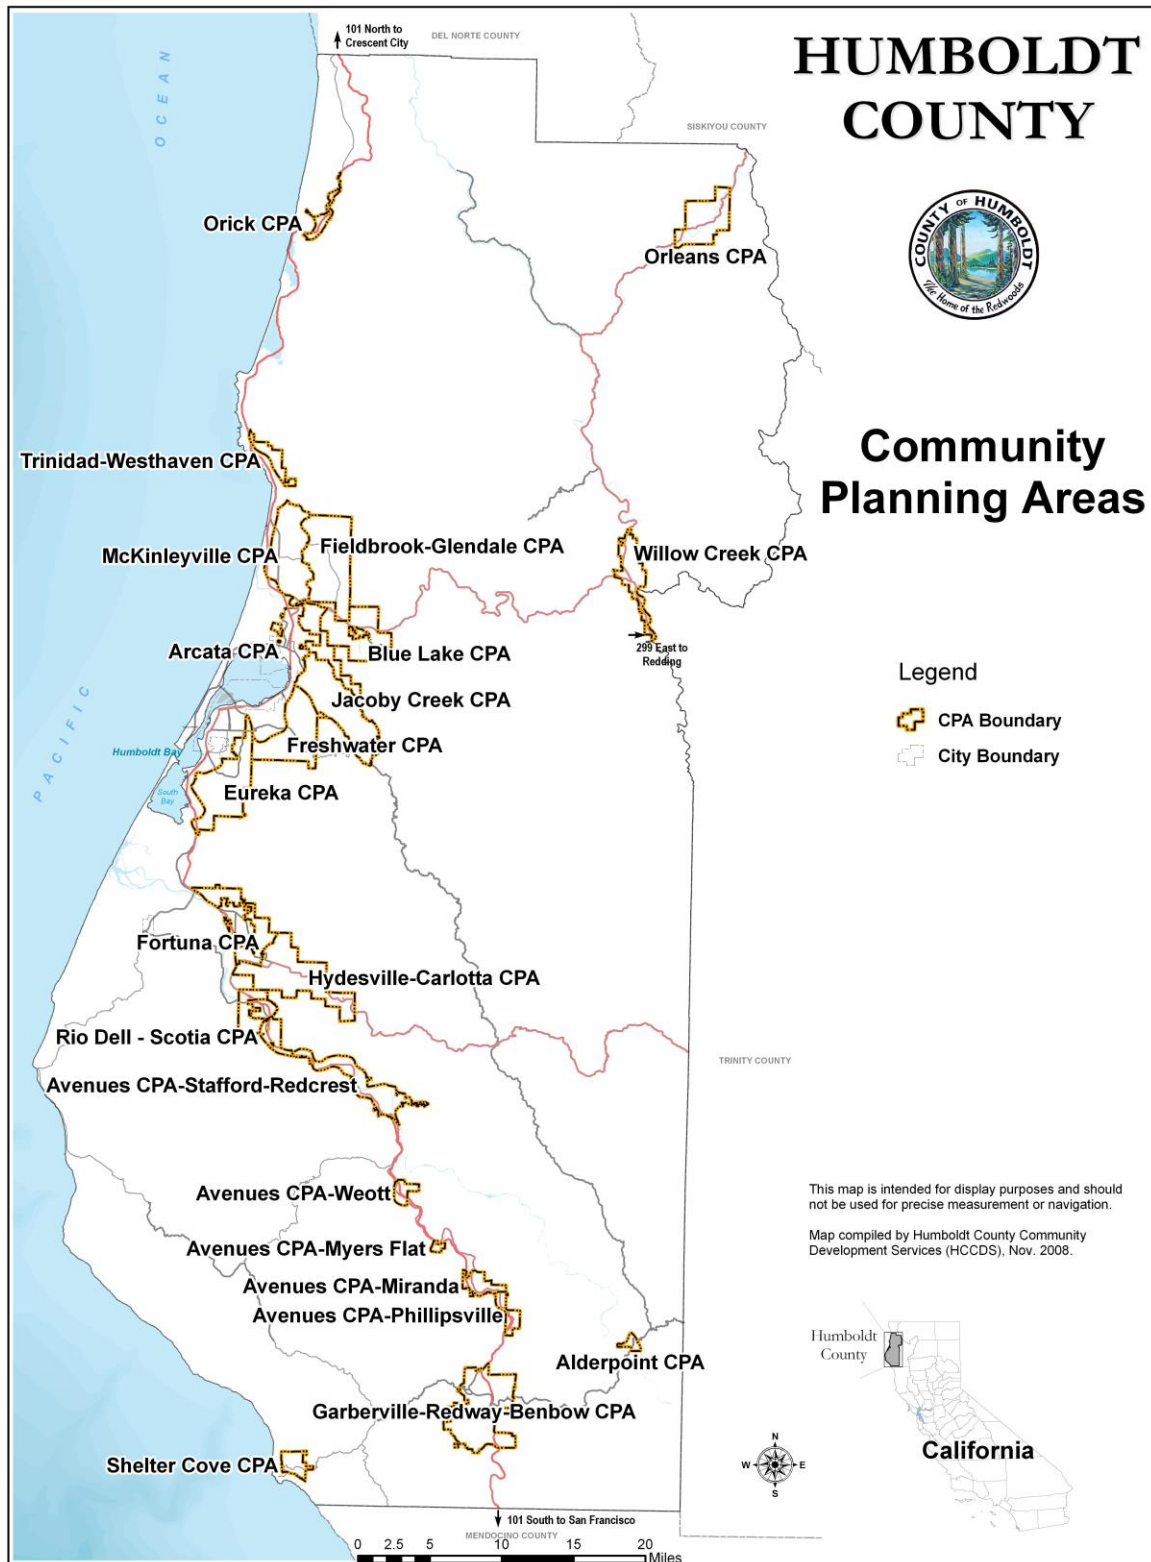 101 North to
Crescent City
DEL NORTE COUNTY
HUMBOLDT
COUNTY
OCEAN
SISKIYOU COUNTY
COUNTY OF HUMBOLDT
The Home of the Redwoods
Orick CPA
Orleans CPA
Community
Planning Areas
Trinidad-Westhaven CPA
McKinleyville CPA
Fieldbrook-Glendale CPA
Willow Creek CPA
299 East to
Redding
Arcata CPA
Blue Lake CPA
Legend
CPA Boundary
City Boundary
Jacoby Creek CPA
PACIFIC
Humboldt Bay
Freshwater CPA
South
Bay
Eureka CPA
Fortuna CPA
Hydesville-Carlotta CPA
Rio Dell - Scotia CPA
TRINITY COUNTY
Avenues CPA-Stafford-Redcrest
Avenues CPA-Weott
This map is intended for display purposes and should
not be used for precise measurement or navigation.
Map compiled by Humboldt County Community
Development Services (HCCDS), Nov. 2008.
Avenues CPA-Myers Flat
Avenues CPA-Miranda
Avenues CPA-Phillipsville
Alderpoint CPA
Humboldt
County
Garberville-Redway-Benbow CPA
California
Shelter Cove CPA
N
W E
S
101 South to San Francisco
MENDOCINO COUNTY
0 2.5 5 10 15 20
Miles